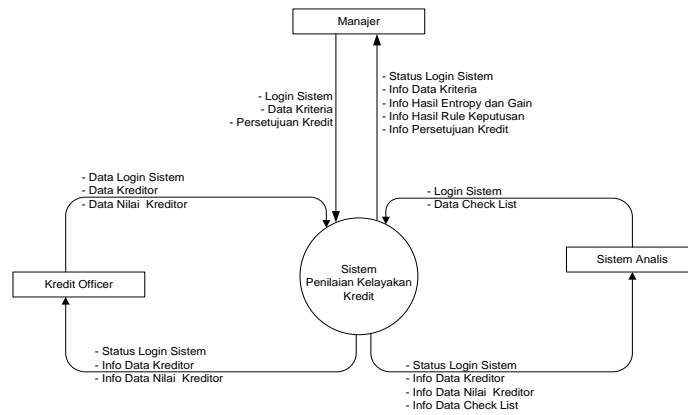 Manajer
- Login Sistem
- Data Kriteria
- Persetujuan Kredit
- Status Login Sistem
- Info Data Kriteria
- Info Hasil Entropy dan Gain
- Info Hasil Rule Keputusan
- Info Persetujuan Kredit
- Data Login Sistem
- Data Kreditor
- Data Nilai Kreditor
- Login Sistem
- Data Check List
Kredit Officer
Sistem
Penilaian Kelayakan
Kredit
Sistem Analis
- Status Login Sistem
- Info Data Kreditor
- Info Data Nilai Kreditor
- Status Login Sistem
- Info Data Kreditor
- Info Data Nilai Kreditor
- Info Data Check List